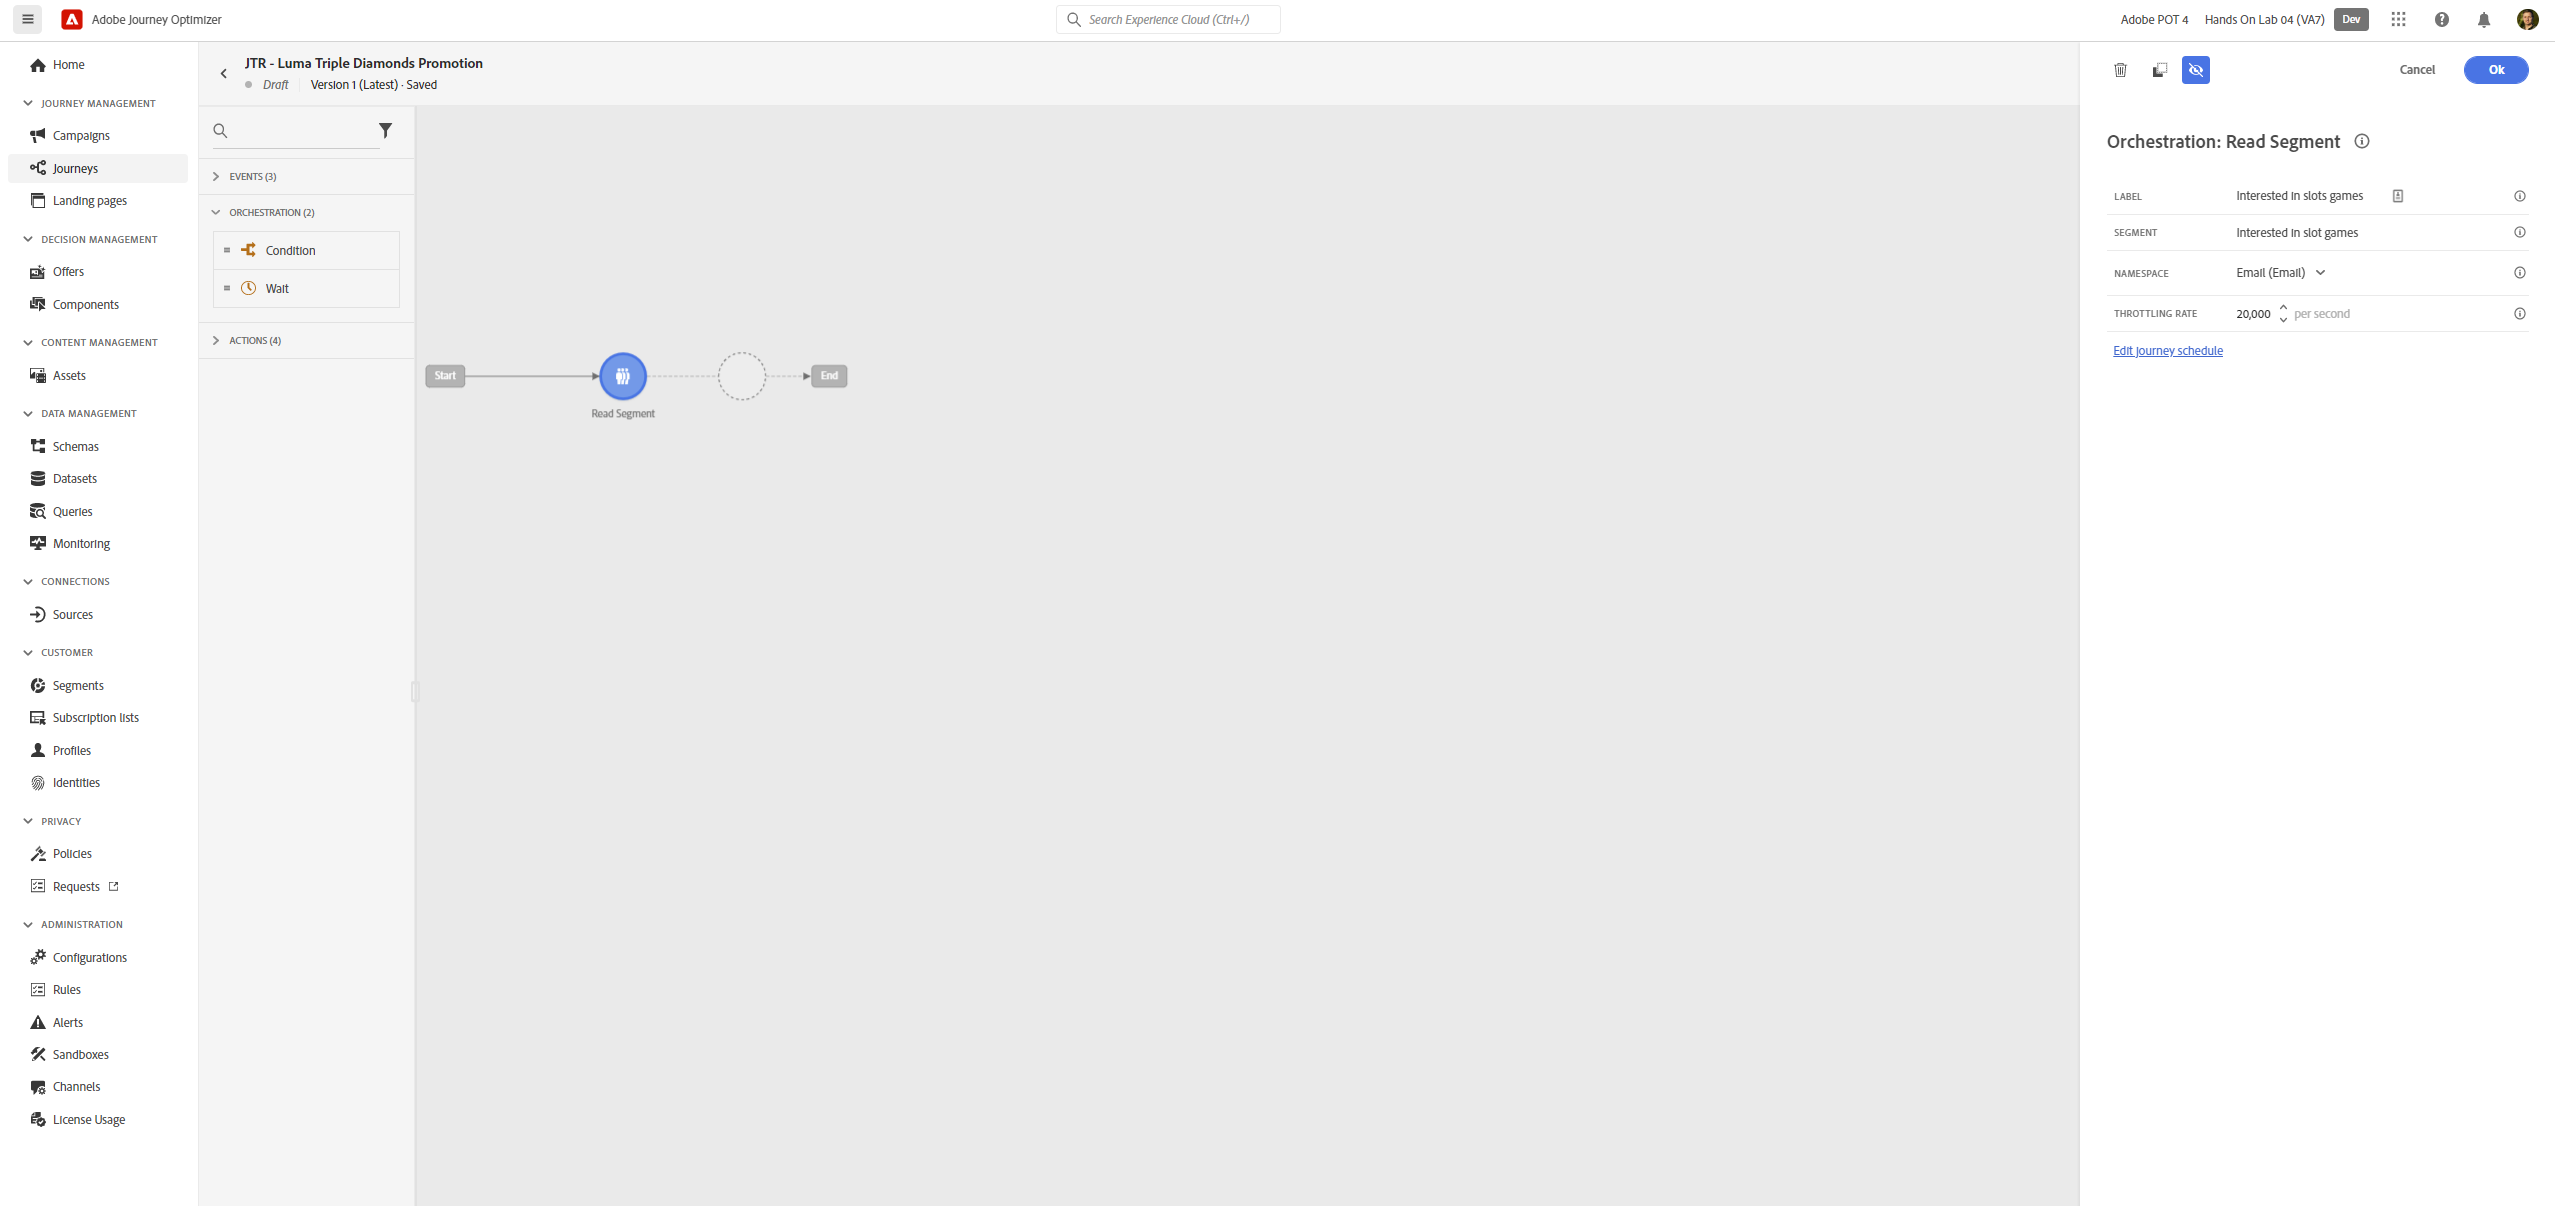 Adobe Journey Optimizer
Search Experience Cloud (Ctrl+/)
Adobe POT 4
Hands On Lab 04 (VA7)
Dev
Home
JOURNEY MANAGEMENT
Campaigns
Journeys
Landing pages
DECISION MANAGEMENT
Offers
Components
CONTENT MANAGEMENT
Assets
DATA MANAGEMENT
Schemas
Datasets
Queries
Monitoring
CONNECTIONS
Sources
CUSTOMER
Segments
Subscription lists
Profiles
Identities
PRIVACY
Policies
Requests
ADMINISTRATION
Configurations
Rules
Alerts
Sandboxes
Channels
License Usage
JTR - Luma Triple Diamonds Promotion
Draft
Version 1 (Latest) · Saved
EVENTS (3)
ORCHESTRATION (2)
Condition
Wait
ACTIONS (4)
Start
Read Segment
End
Cancel
Ok
Orchestration: Read Segment
LABEL Interested in slots games
SEGMENT Interested in slot games
NAMESPACE Email (Email)
THROTTLING RATE 20,000 per second
Edit journey schedule